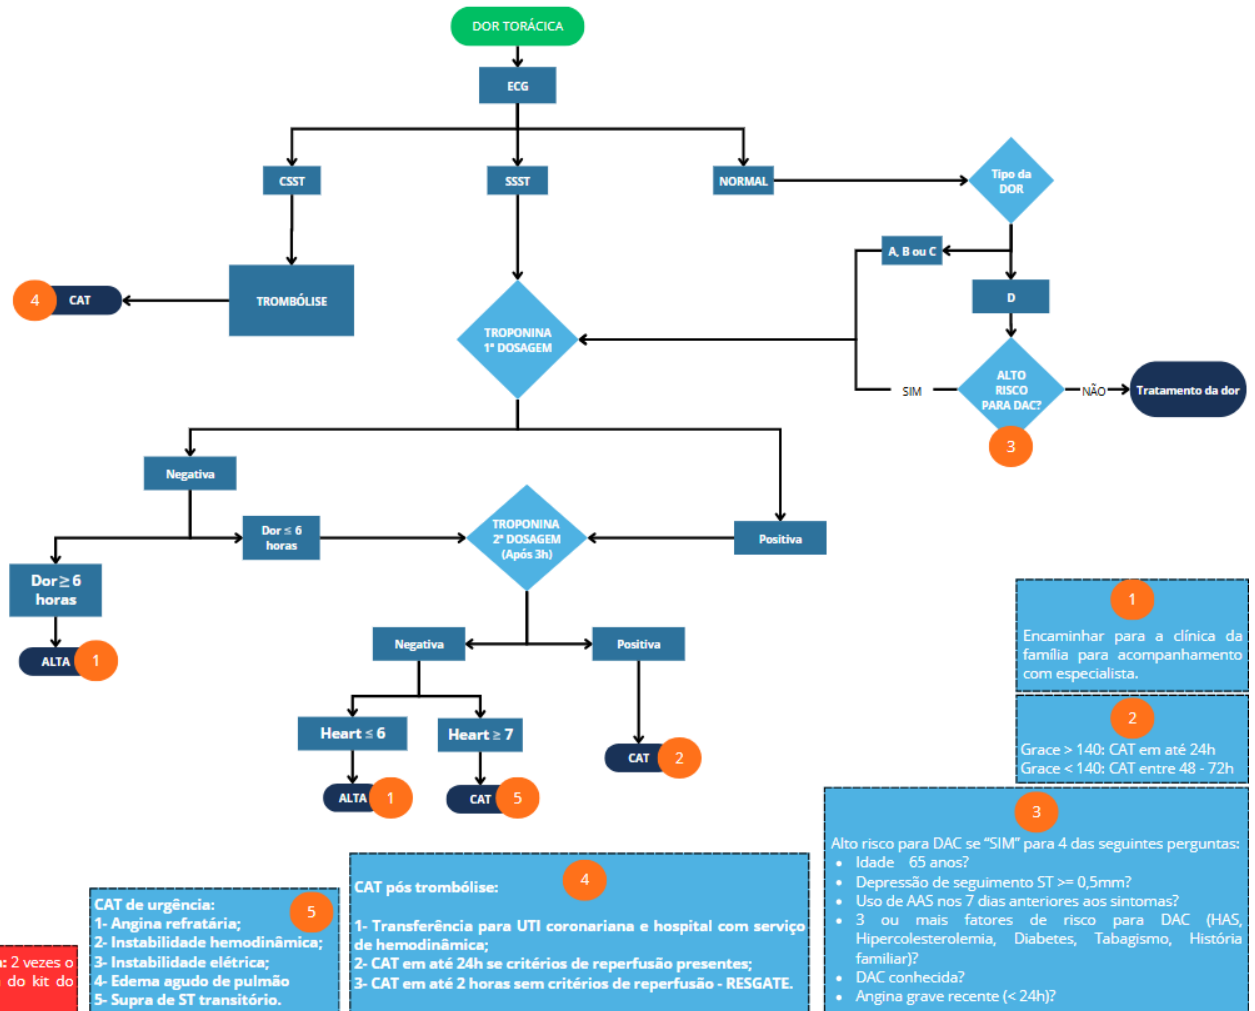 DOR TORÁCICA
ECG
CSST
SSST
NORMAL
Tipo da
DOR
A, B ou C
D
4
CAT
TROMBÓLISE
TROPONINA
1ª DOSAGEM
ALTO
RISCO
PARA DAC?
SIM
NÃO
Tratamento da dor
3
Negativa
Dor ≤ 6
horas
TROPONINA
2ª DOSAGEM
(Após 3h)
Positiva
Dor ≥ 6
horas
ALTA
1
Negativa
Positiva
Heart ≤ 6
Heart ≥ 7
CAT
2
ALTA
1
CAT
5
1
Encaminhar para a clínica da
família para acompanhamento
com especialista.
2
Grace > 140: CAT em até 24h
Grace < 140: CAT entre 48 - 72h
3
Alto risco para DAC se “SIM” para 4 das seguintes perguntas:
• Idade 65 anos?
• Depressão de seguimento ST >= 0,5mm?
• Uso de AAS nos 7 dias anteriores aos sintomas?
• 3 ou mais fatores de risco para DAC (HAS,
Hipercolesterolemia, Diabetes, Tabagismo, História
familiar)?
• DAC conhecida?
• Angina grave recente (< 24h)?
4
CAT pós trombólise:
1- Transferência para UTI coronariana e hospital com serviço
de hemodinâmica;
2- CAT em até 24h se critérios de reperfusão presentes;
3- CAT em até 2 horas sem critérios de reperfusão - RESGATE.
5
CAT de urgência:
1- Angina refratária;
2- Instabilidade hemodinâmica;
3- Instabilidade elétrica;
4- Edema agudo de pulmão
5- Supra de ST transitório.
2 vezes o
do kit do